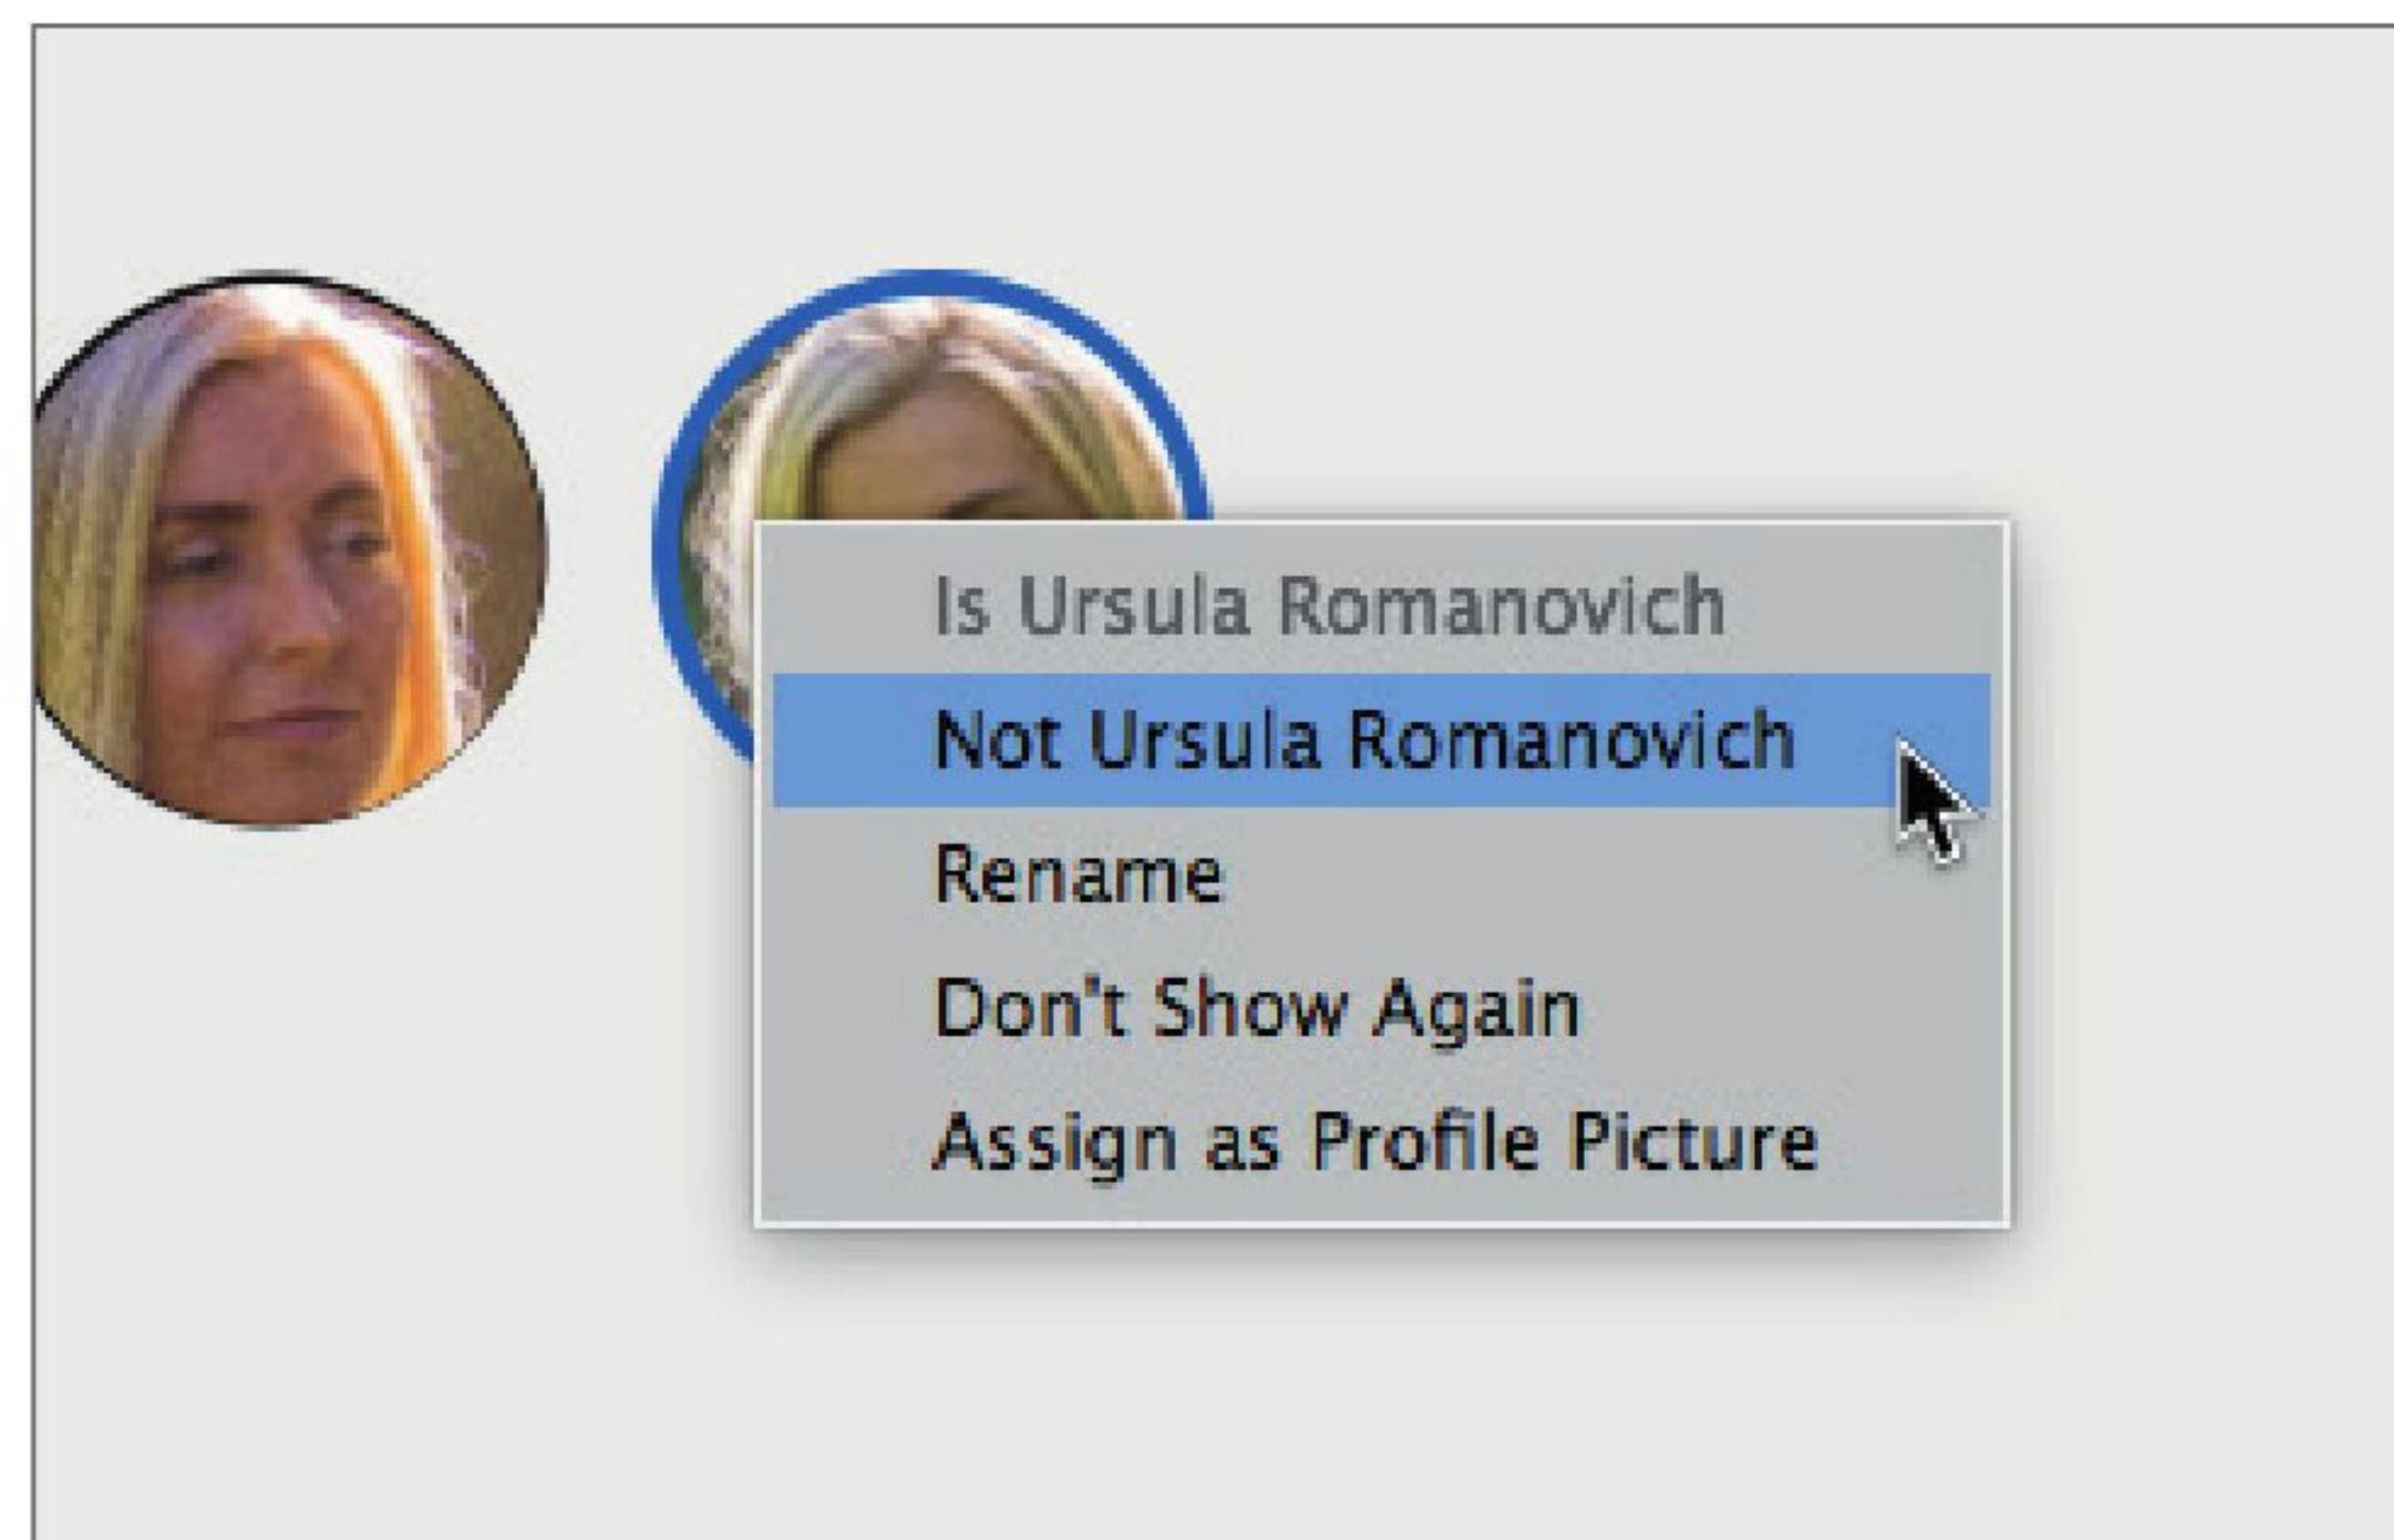 Is Ursula Romanovich
Not Ursula Romanovich
Rename
Don't Show Again
Assign as Profile Picture